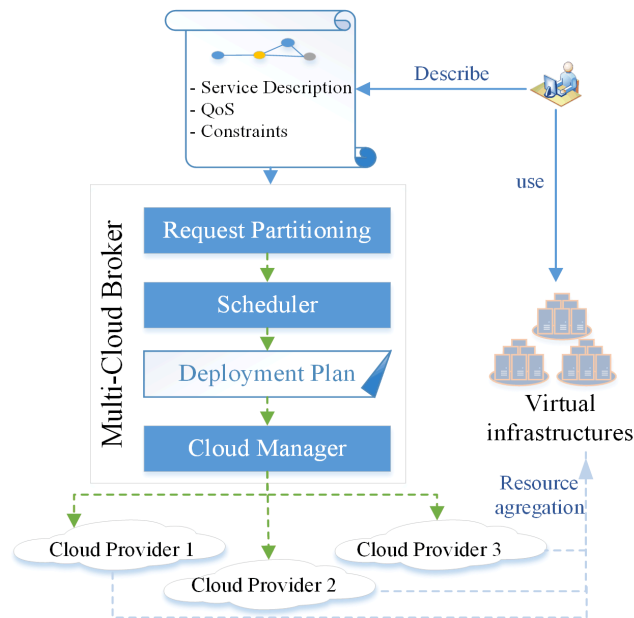 - Service Description
- QoS
- Constraints
Describe
use
Multi-Cloud Broker
Request Partitioning
Scheduler
Deployment Plan
Cloud Manager
Virtual
infrastructures
Resource
agregation
Cloud Provider 1
Cloud Provider 2
Cloud Provider 3